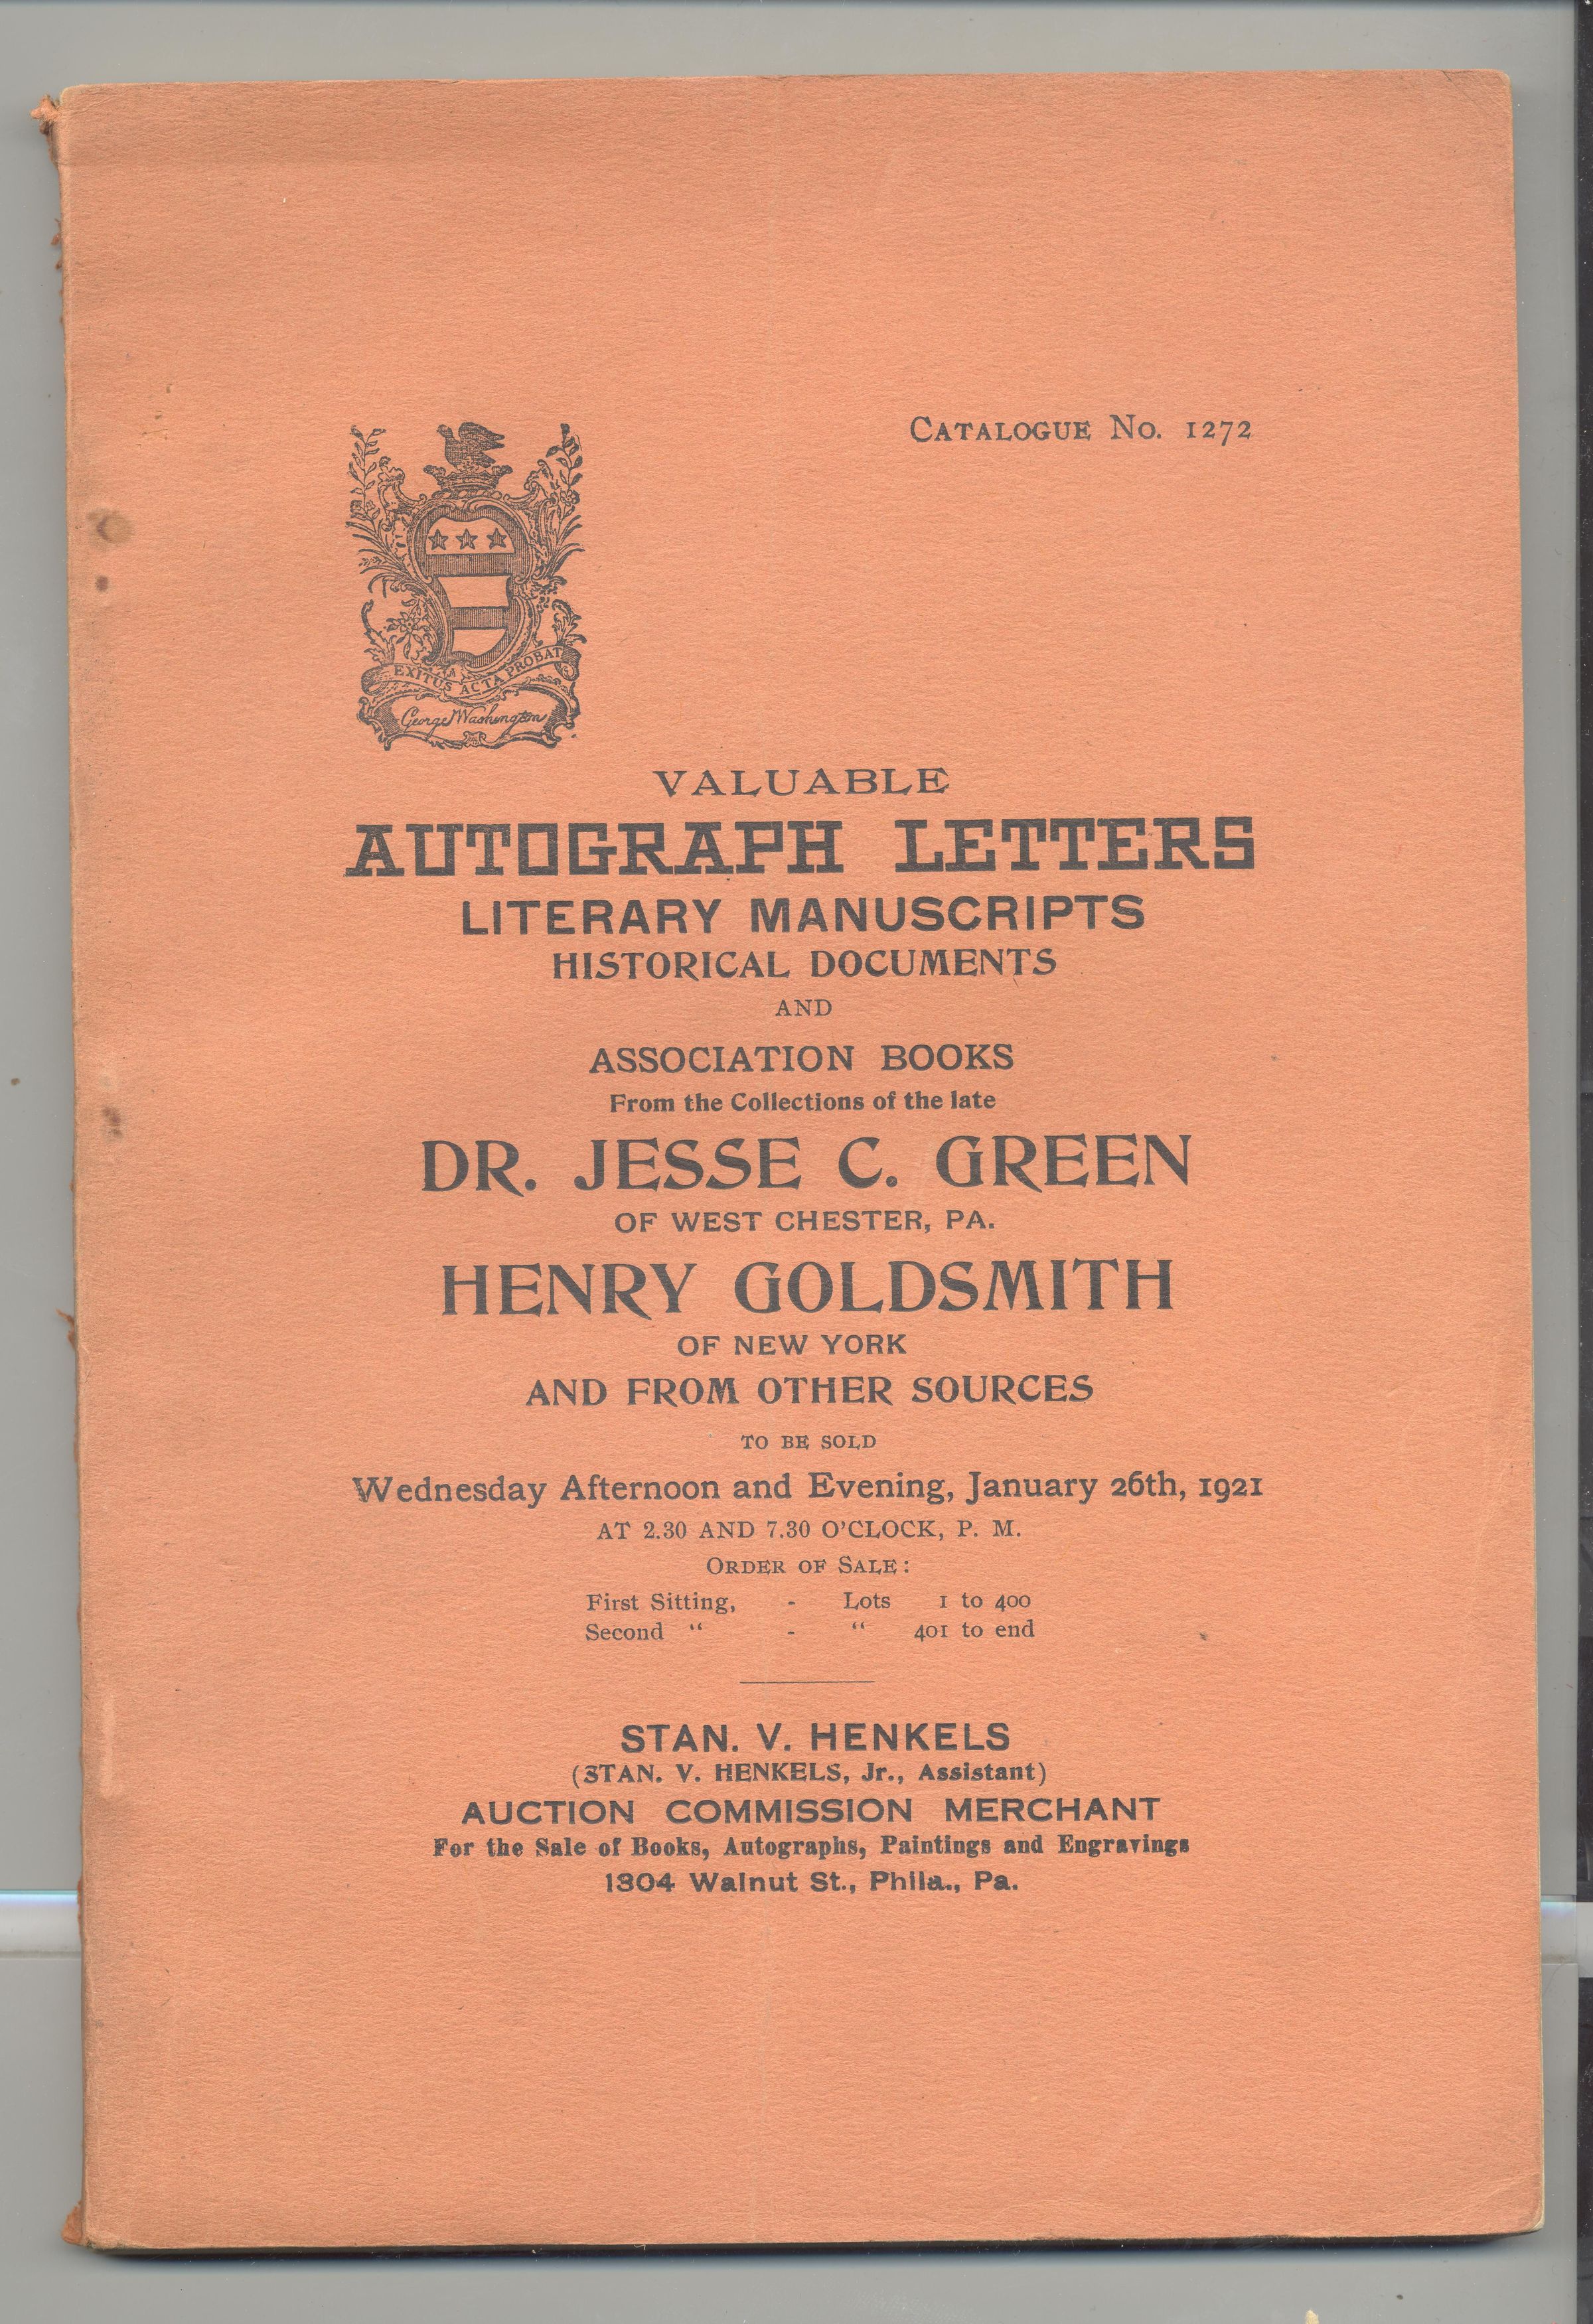 CATALOGUE NO. 1272
EXITUS ACTA PROBAT
George Washington
VALUABLE
AUTOGRAPH LETTERS
LITERARY MANUSCRIPTS
HISTORICAL DOCUMENTS
AND
ASSOCIATION BOOKS
From the Collections of the late
DR. JESSE C. GREEN
OF WEST CHESTER, PA.
HENRY GOLDSMITH
OF NEW YORK
AND FROM OTHER SOURCES
TO BE SOLD
Wednesday Afternoon and Evening, January 26th, 1921
AT 2.30 AND 7.30 O'CLOCK, P. M.
ORDER OF SALE:
First Sitting, - Lots 1 to 400
Second " - " 401 to end
STAN. V. HENKELS
(STAN. V. HENKELS, Jr., Assistant)
AUCTION COMMISSION MERCHANT
For the Sale of Books, Autographs, Paintings and Engravings
1304 Walnut St., Phila., Pa.